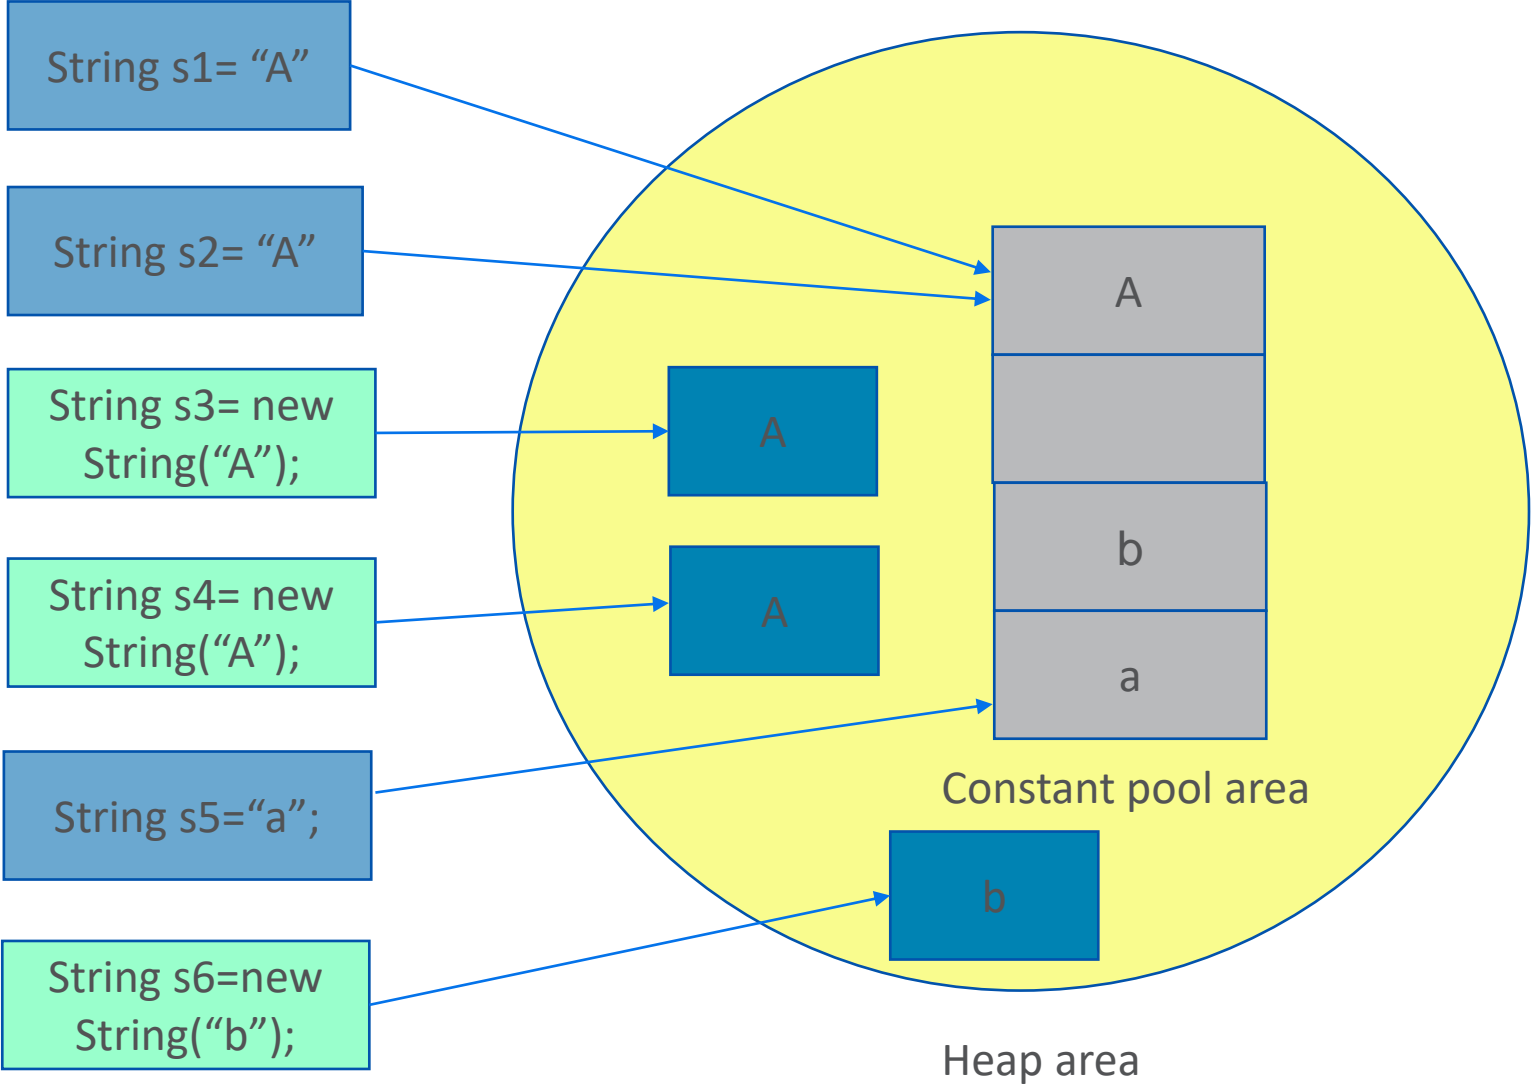 String s1= “A”
String s2= “A”
String s3= new
String(“A”);
String s4= new
String(“A”);
String s5=“a”;
String s6=new
String(“b”);
A
A
A
b
a
Constant pool area
b
Heap area